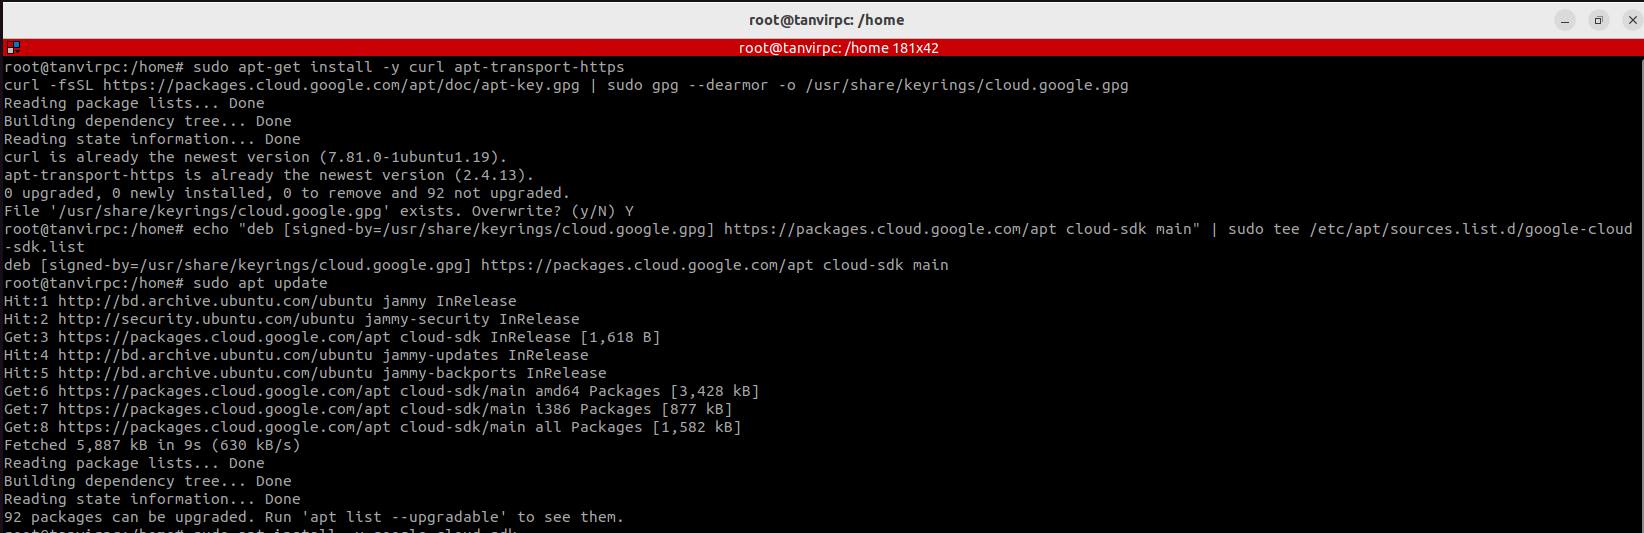 root@tanvirpc: /home
root@tanvirpc: /home 181x42
root@tanvirpc:/home# sudo apt-get install -y curl apt-transport-https
curl -fsSL https://packages.cloud.google.com/apt/doc/apt-key.gpg | sudo gpg --dearmor -o /usr/share/keyrings/cloud.google.gpg
Reading package lists... Done
Building dependency tree... Done
Reading state information... Done
curl is already the newest version (7.81.0-1ubuntu1.19).
apt-transport-https is already the newest version (2.4.13).
0 upgraded, 0 newly installed, 0 to remove and 92 not upgraded.
File '/usr/share/keyrings/cloud.google.gpg' exists. Overwrite? (y/N) Y
root@tanvirpc:/home# echo "deb [signed-by=/usr/share/keyrings/cloud.google.gpg] https://packages.cloud.google.com/apt cloud-sdk main" | sudo tee /etc/apt/sources.list.d/google-cloud
-sdk.list
deb [signed-by=/usr/share/keyrings/cloud.google.gpg] https://packages.cloud.google.com/apt cloud-sdk main
root@tanvirpc:/home# sudo apt update
Hit:1 http://bd.archive.ubuntu.com/ubuntu jammy InRelease
Hit:2 http://security.ubuntu.com/ubuntu jammy-security InRelease
Get:3 https://packages.cloud.google.com/apt cloud-sdk InRelease [1,618 B]
Hit:4 http://bd.archive.ubuntu.com/ubuntu jammy-updates InRelease
Hit:5 http://bd.archive.ubuntu.com/ubuntu jammy-backports InRelease
Get:6 https://packages.cloud.google.com/apt cloud-sdk/main amd64 Packages [3,428 kB]
Get:7 https://packages.cloud.google.com/apt cloud-sdk/main i386 Packages [877 kB]
Get:8 https://packages.cloud.google.com/apt cloud-sdk/main all Packages [1,582 kB]
Fetched 5,887 kB in 9s (630 kB/s)
Reading package lists... Done
Building dependency tree... Done
Reading state information... Done
92 packages can be upgraded. Run 'apt list --upgradable' to see them.